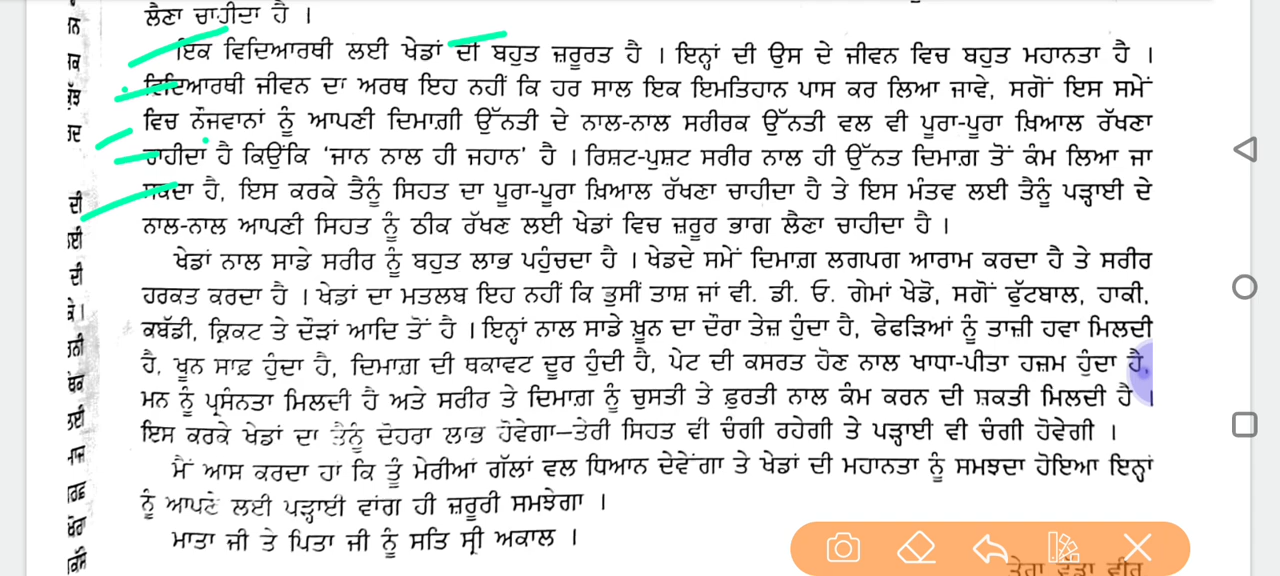 ਲੈਣਾ ਚਾਹੀਦਾ ਹੈ ।
ਇਕ ਵਿਦਿਆਰਥੀ ਲਈ ਖੇਡਾਂ ਦੀ ਬਹੁਤ ਜ਼ਰੂਰਤ ਹੈ । ਇਨ੍ਹਾਂ ਦੀ ਉਸ ਦੇ ਜੀਵਨ ਵਿਚ ਬਹੁਤ ਮਹਾਨਤਾ ਹੈ ।
ਵਿਦਿਆਰਥੀ ਜੀਵਨ ਦਾ ਅਰਥ ਇਹ ਨਹੀਂ ਕਿ ਹਰ ਸਾਲ ਇਕ ਇਮਤਿਹਾਨ ਪਾਸ ਕਰ ਲਿਆ ਜਾਵੇ, ਸਗੋਂ ਇਸ ਸਮੇਂ
ਵਿਚ ਨੌਜਵਾਨਾਂ ਨੂੰ ਆਪਣੀ ਦਿਮਾਗ਼ੀ ਉੱਨਤੀ ਦੇ ਨਾਲ-ਨਾਲ ਸਰੀਰਕ ਉੱਨਤੀ ਵਲ ਵੀ ਪੂਰਾ-ਪੂਰਾ ਖ਼ਿਆਲ ਰੱਖਣਾ
ਚਾਹੀਦਾ ਹੈ ਕਿਉਂਕਿ ‘ਜਾਨ ਨਾਲ ਹੀ ਜਹਾਨ’ ਹੈ । ਰਿਸ਼ਟ-ਪੁਸ਼ਟ ਸਰੀਰ ਨਾਲ ਹੀ ਉੱਨਤ ਦਿਮਾਗ਼ ਤੋਂ ਕੰਮ ਲਿਆ ਜਾ
ਸਕਦਾ ਹੈ, ਇਸ ਕਰਕੇ ਤੈਨੂੰ ਸਿਹਤ ਦਾ ਪੂਰਾ-ਪੂਰਾ ਖ਼ਿਆਲ ਰੱਖਣਾ ਚਾਹੀਦਾ ਹੈ ਤੇ ਇਸ ਮੰਤਵ ਲਈ ਤੈਨੂੰ ਪੜ੍ਹਾਈ ਦੇ
ਨਾਲ-ਨਾਲ ਆਪਣੀ ਸਿਹਤ ਨੂੰ ਠੀਕ ਰੱਖਣ ਲਈ ਖੇਡਾਂ ਵਿਚ ਜ਼ਰੂਰ ਭਾਗ ਲੈਣਾ ਚਾਹੀਦਾ ਹੈ ।
ਖੇਡਾਂ ਨਾਲ ਸਾਡੇ ਸਰੀਰ ਨੂੰ ਬਹੁਤ ਲਾਭ ਪਹੁੰਚਦਾ ਹੈ । ਖੇਡਦੇ ਸਮੇਂ ਦਿਮਾਗ਼ ਲਗਪਗ ਆਰਾਮ ਕਰਦਾ ਹੈ ਤੇ ਸਰੀਰ
ਹਰਕਤ ਕਰਦਾ ਹੈ । ਖੇਡਾਂ ਦਾ ਮਤਲਬ ਇਹ ਨਹੀਂ ਕਿ ਤੁਸੀਂ ਤਾਸ਼ ਜਾਂ ਵੀ. ਡੀ. ਓ. ਗੇਮਾਂ ਖੇਡੋ, ਸਗੋਂ ਫੁੱਟਬਾਲ, ਹਾਕੀ,
ਕਬੱਡੀ, ਕ੍ਰਿਕਟ ਤੇ ਦੌੜਾਂ ਆਦਿ ਤੋਂ ਹੈ । ਇਨ੍ਹਾਂ ਨਾਲ ਸਾਡੇ ਖ਼ੂਨ ਦਾ ਦੌਰਾ ਤੇਜ਼ ਹੁੰਦਾ ਹੈ, ਫੇਫੜਿਆਂ ਨੂੰ ਤਾਜ਼ੀ ਹਵਾ ਮਿਲਦੀ
ਹੈ, ਖੂਨ ਸਾਫ਼ ਹੁੰਦਾ ਹੈ, ਦਿਮਾਗ਼ ਦੀ ਥਕਾਵਟ ਦੂਰ ਹੁੰਦੀ ਹੈ, ਪੇਟ ਦੀ ਕਸਰਤ ਹੋਣ ਨਾਲ ਖਾਧਾ-ਪੀਤਾ ਹਜ਼ਮ ਹੁੰਦਾ ਹੈ,
ਮਨ ਨੂੰ ਪ੍ਰਸੰਨਤਾ ਮਿਲਦੀ ਹੈ ਅਤੇ ਸਰੀਰ ਤੇ ਦਿਮਾਗ਼ ਨੂੰ ਚੁਸਤੀ ਤੇ ਫ਼ੁਰਤੀ ਨਾਲ ਕੰਮ ਕਰਨ ਦੀ ਸ਼ਕਤੀ ਮਿਲਦੀ ਹੈ ।
ਇਸ ਕਰਕੇ ਖੇਡਾਂ ਦਾ ਤੈਨੂੰ ਦੋਹਰਾ ਲਾਭ ਹੋਵੇਗਾ—ਤੇਰੀ ਸਿਹਤ ਵੀ ਚੰਗੀ ਰਹੇਗੀ ਤੇ ਪੜ੍ਹਾਈ ਵੀ ਚੰਗੀ ਹੋਵੇਗੀ ।
ਮੈਂ ਆਸ ਕਰਦਾ ਹਾਂ ਕਿ ਤੂੰ ਮੇਰੀਆਂ ਗੱਲਾਂ ਵਲ ਧਿਆਨ ਦੇਵੇਂਗਾ ਤੇ ਖੇਡਾਂ ਦੀ ਮਹਾਨਤਾ ਨੂੰ ਸਮਝਦਾ ਹੋਇਆ ਇਨ੍ਹਾਂ
ਨੂੰ ਆਪਣੇ ਲਈ ਪੜ੍ਹਾਈ ਵਾਂਗ ਹੀ ਜ਼ਰੂਰੀ ਸਮਝੇਗਾ ।
ਮਾਤਾ ਜੀ ਤੇ ਪਿਤਾ ਜੀ ਨੂੰ ਸਤਿ ਸ੍ਰੀ ਅਕਾਲ ।
ਤੇਰਾ ਵੱਡਾ ਵੀਰ